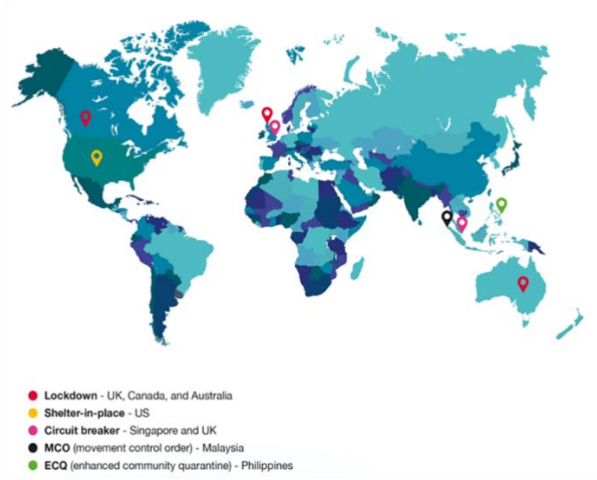 Lockdown - UK, Canada, and Australia
Shelter-in-place - US
Circuit breaker - Singapore and UK
MCO (movement control order) - Malaysia
ECQ (enhanced community quarantine) - Philippines